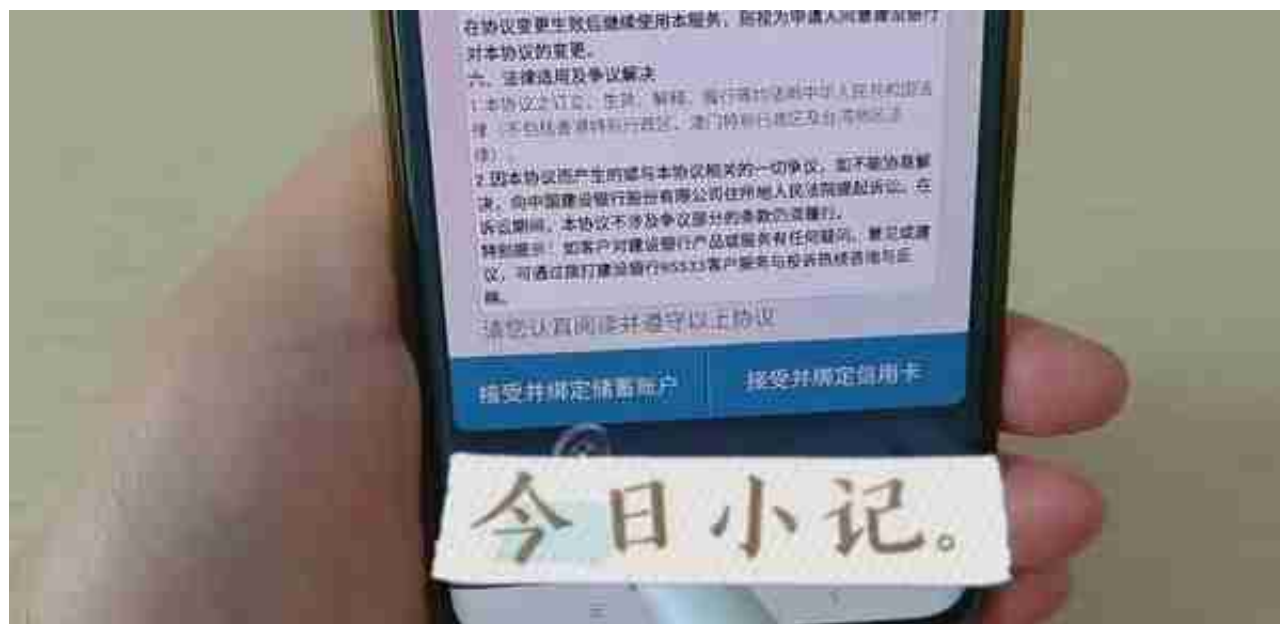 在协议变更生效后继续使用本服务，则视为申请人同意建设银行
对本协议的变更。
六、法律适用及争议解决
1.本协议之订立、生效、解释、履行等均适用中华人民共和国法
律（不包括香港特别行政区、澳门特别行政区及台湾地区法
律）。
2.因本协议而产生的或与本协议相关的一切争议，如不能协商解
决，向中国建设银行股份有限公司住所地人民法院提起诉讼。在
诉讼期间，本协议不涉及争议部分的条款仍须履行。
特别提示：如客户对建设银行产品或服务有任何疑问、意见或建
议，可通过拨打建设银行95533客户服务与投诉热线咨询与反
映。
请您认真阅读并遵守以上协议
接受并绑定储蓄账户
接受并绑定信用卡
今日小记。